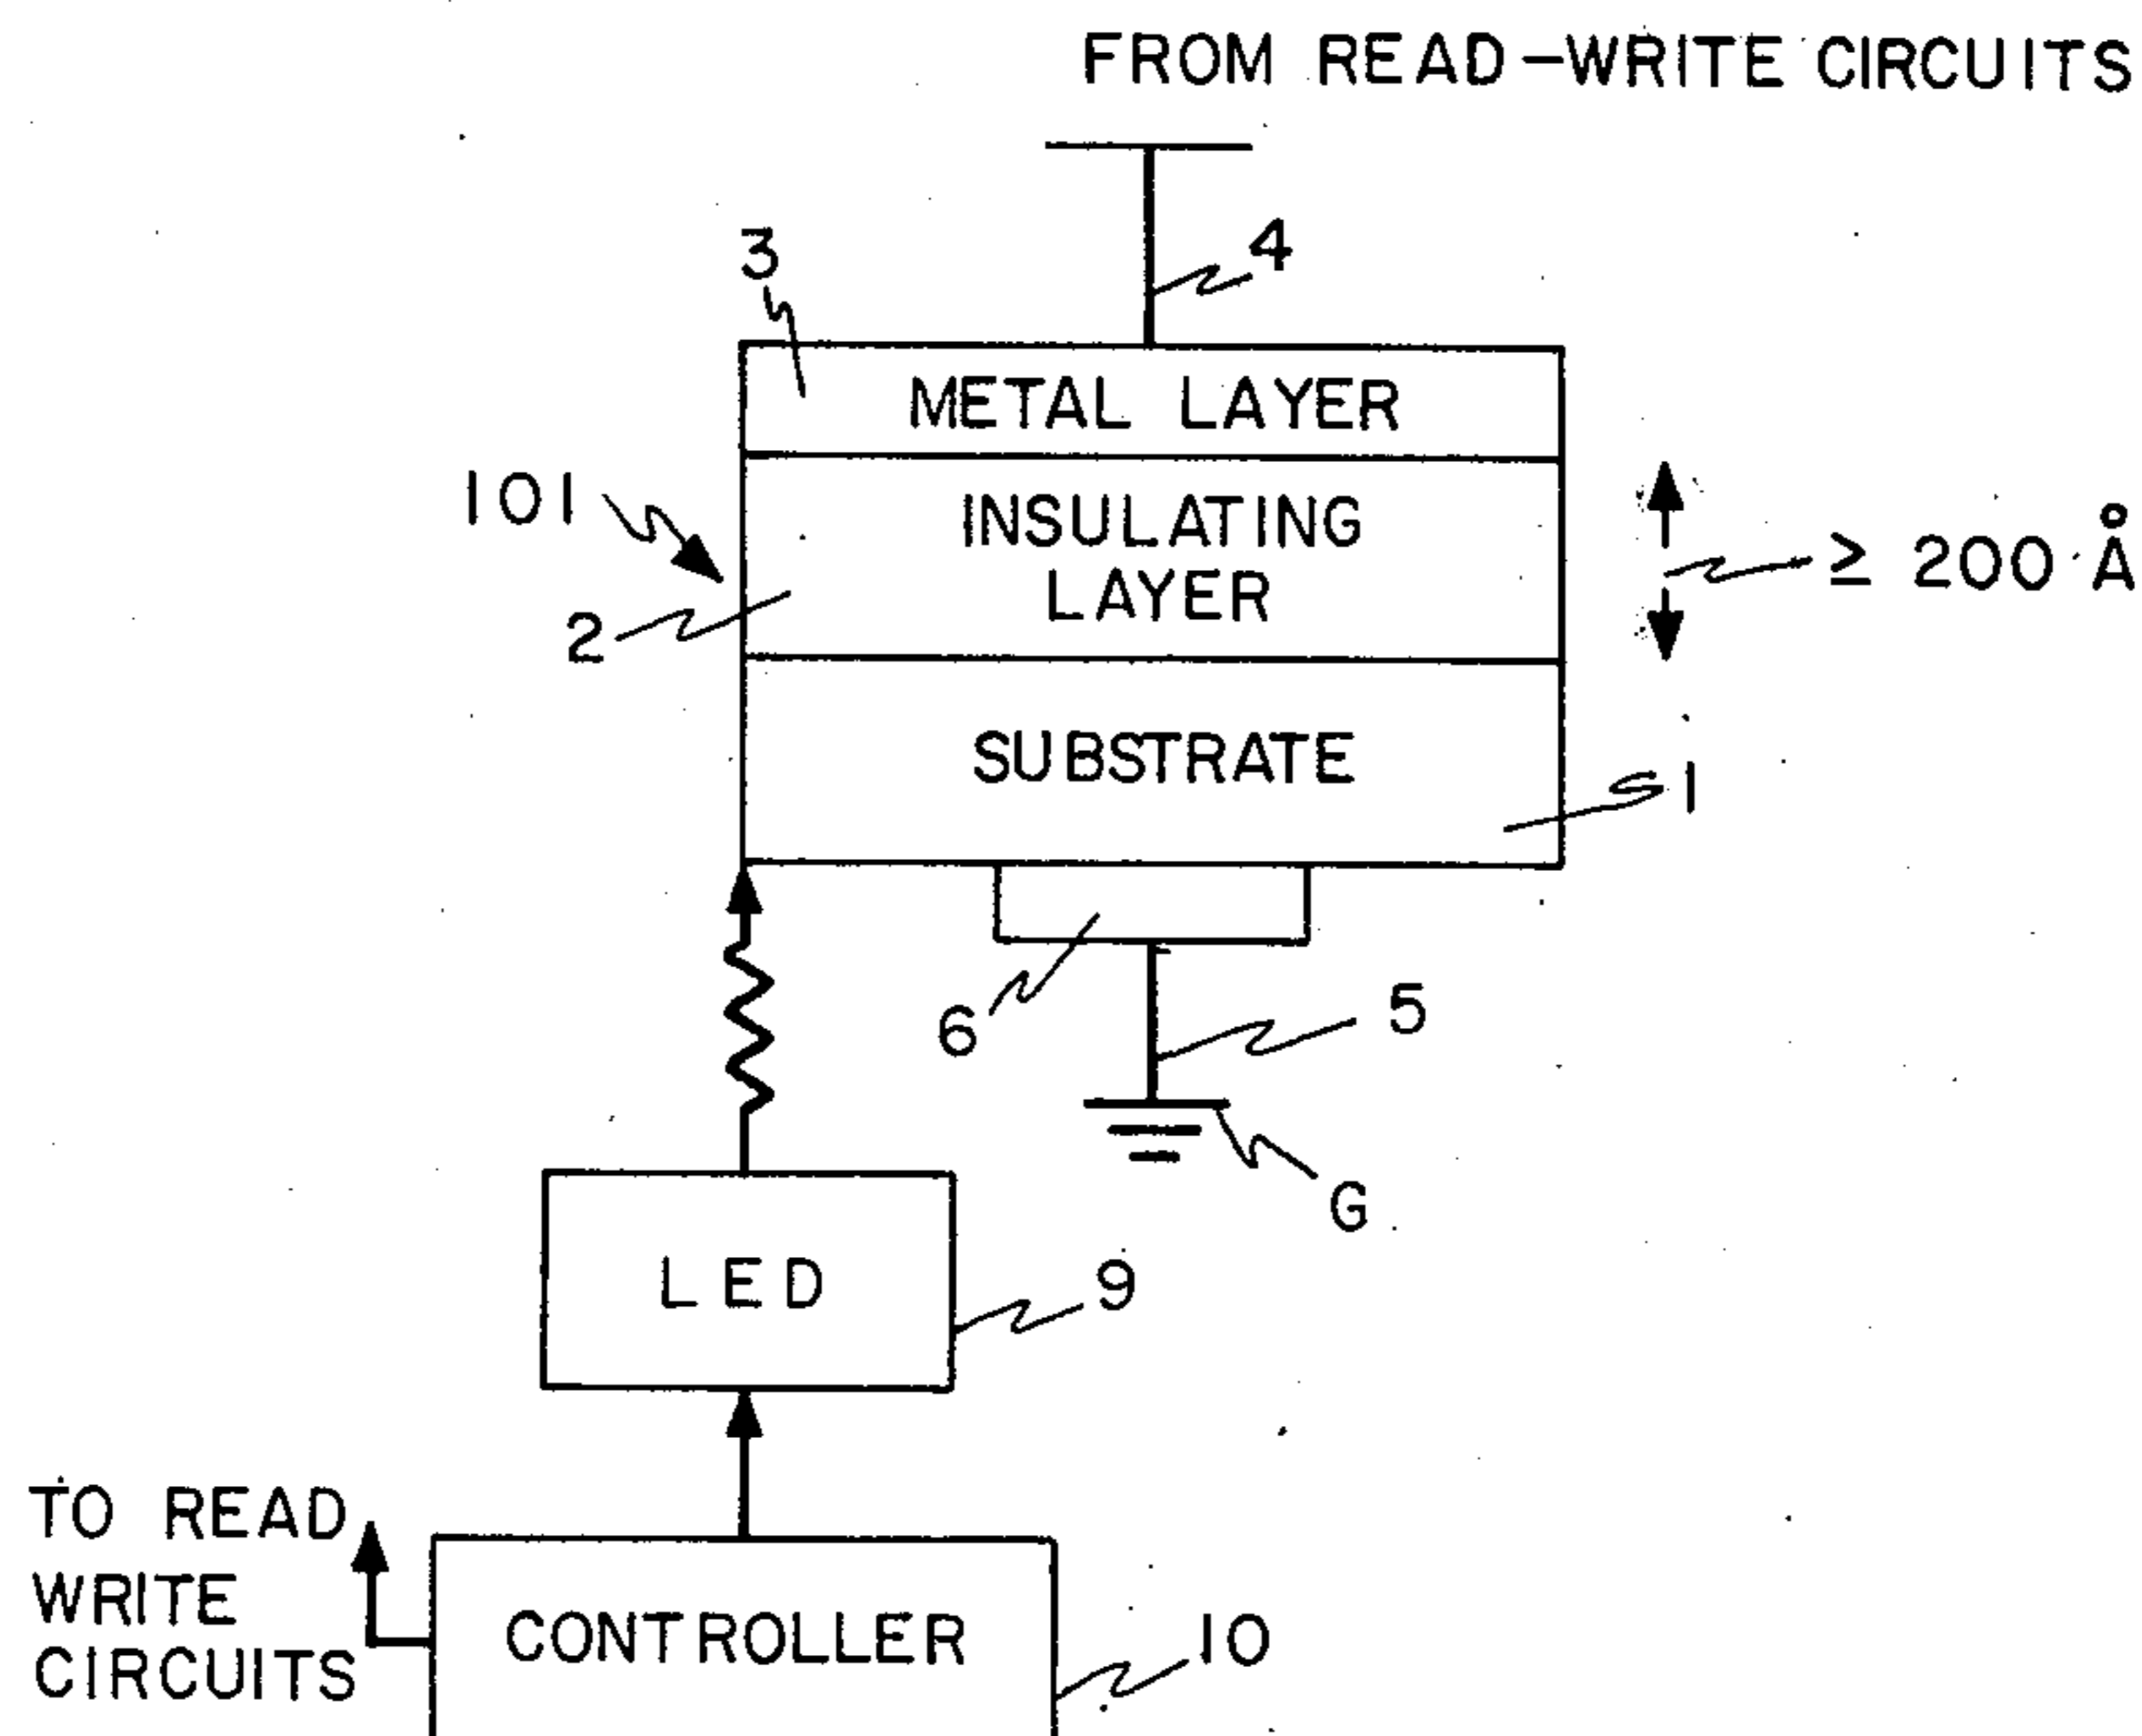 FROM READ-WRITE CIRCUITS
3
4
METAL LAYER
101
INSULATING
LAYER
≥ 200 Å
2
SUBSTRATE
1
6
5
G
LED
9
TO READ
WRITE
CIRCUITS
CONTROLLER
10